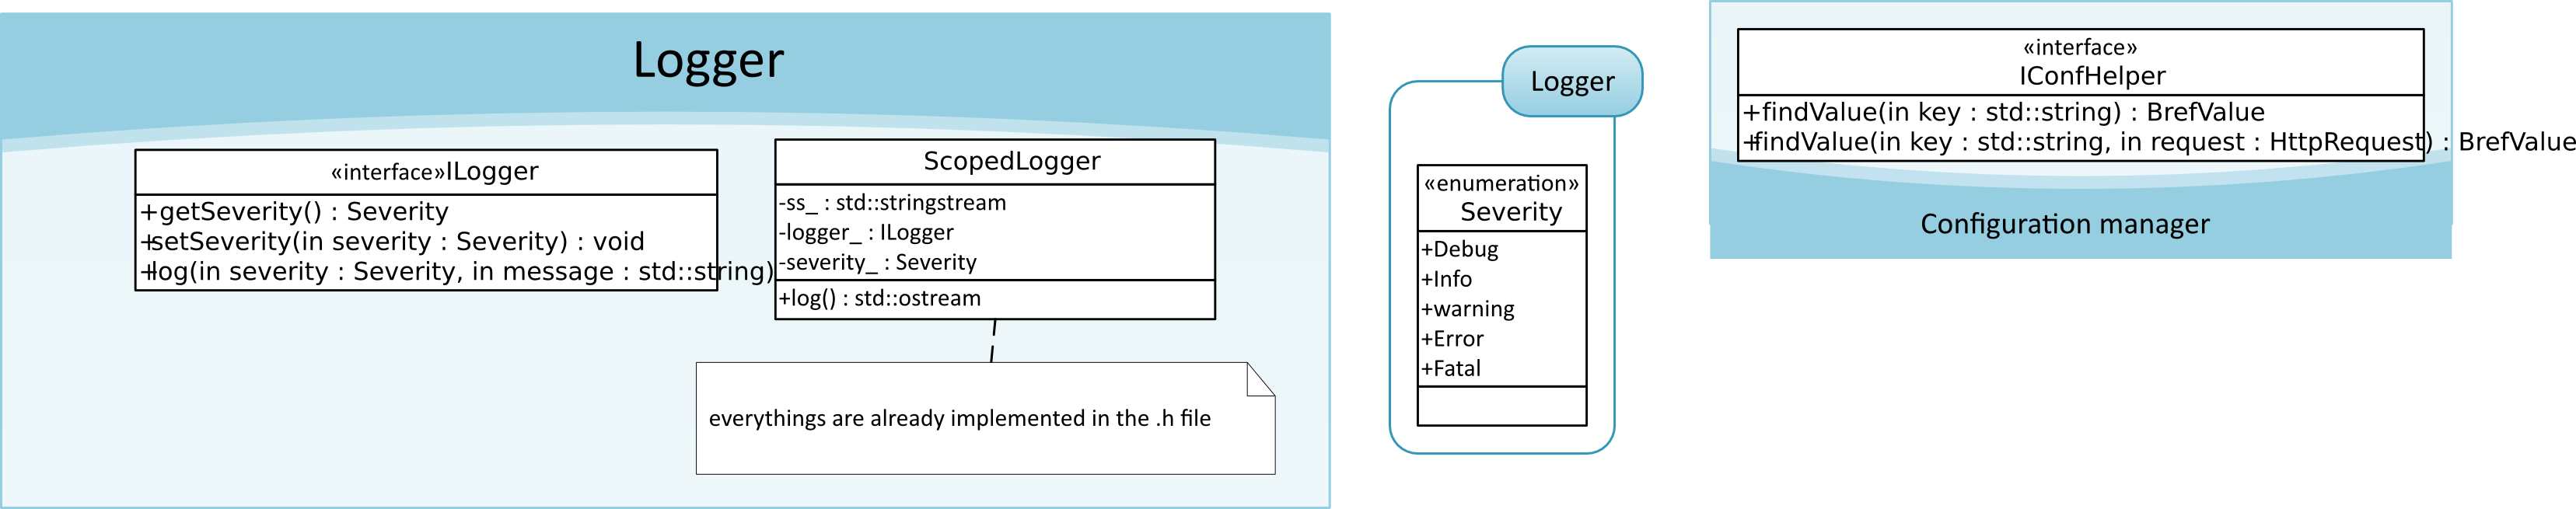 Logger
«interface»ILogger
+getSeverity() : Severity
+setSeverity(in severity : Severity) : void
+log(in severity : Severity, in message : std::string)
ScopedLogger
-ss_ : std::stringstream
-logger_ : ILogger
-severity_ : Severity
+log() : std::ostream
everythings are already implemented in the .h file
Logger
«enumeration»
Severity
+Debug
+Info
+warning
+Error
+Fatal
«interface»
IConfHelper
+findValue(in key : std::string) : BrefValue
+findValue(in key : std::string, in request : HttpRequest) : BrefValue
Configuration manager